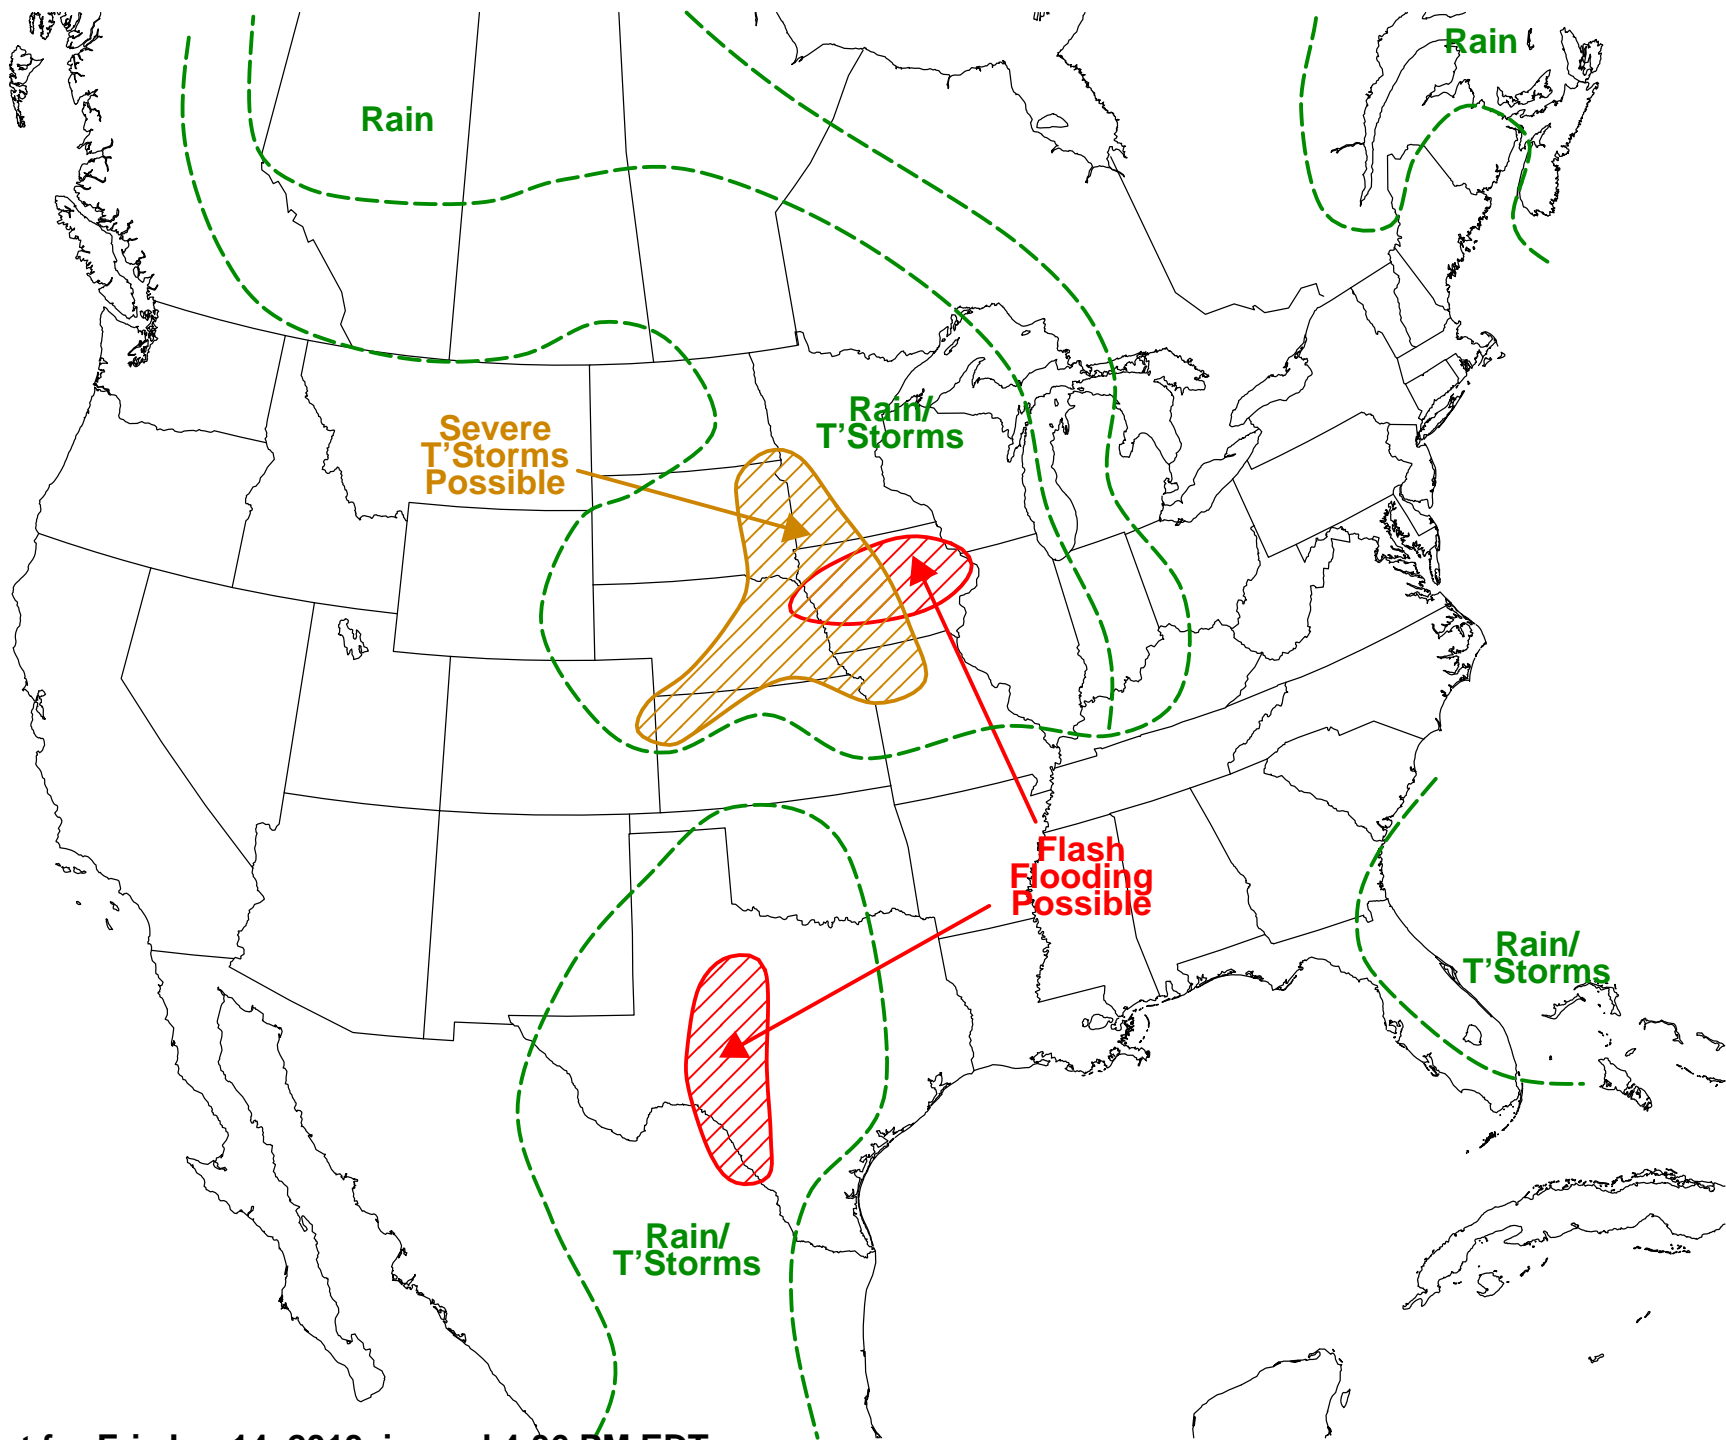 Rain
Rain
Rain/
T'Storms
Severe
T'Storms
Possible
Flash
Flooding
Possible
Rain/
T'Storms
Rain/
T'Storms